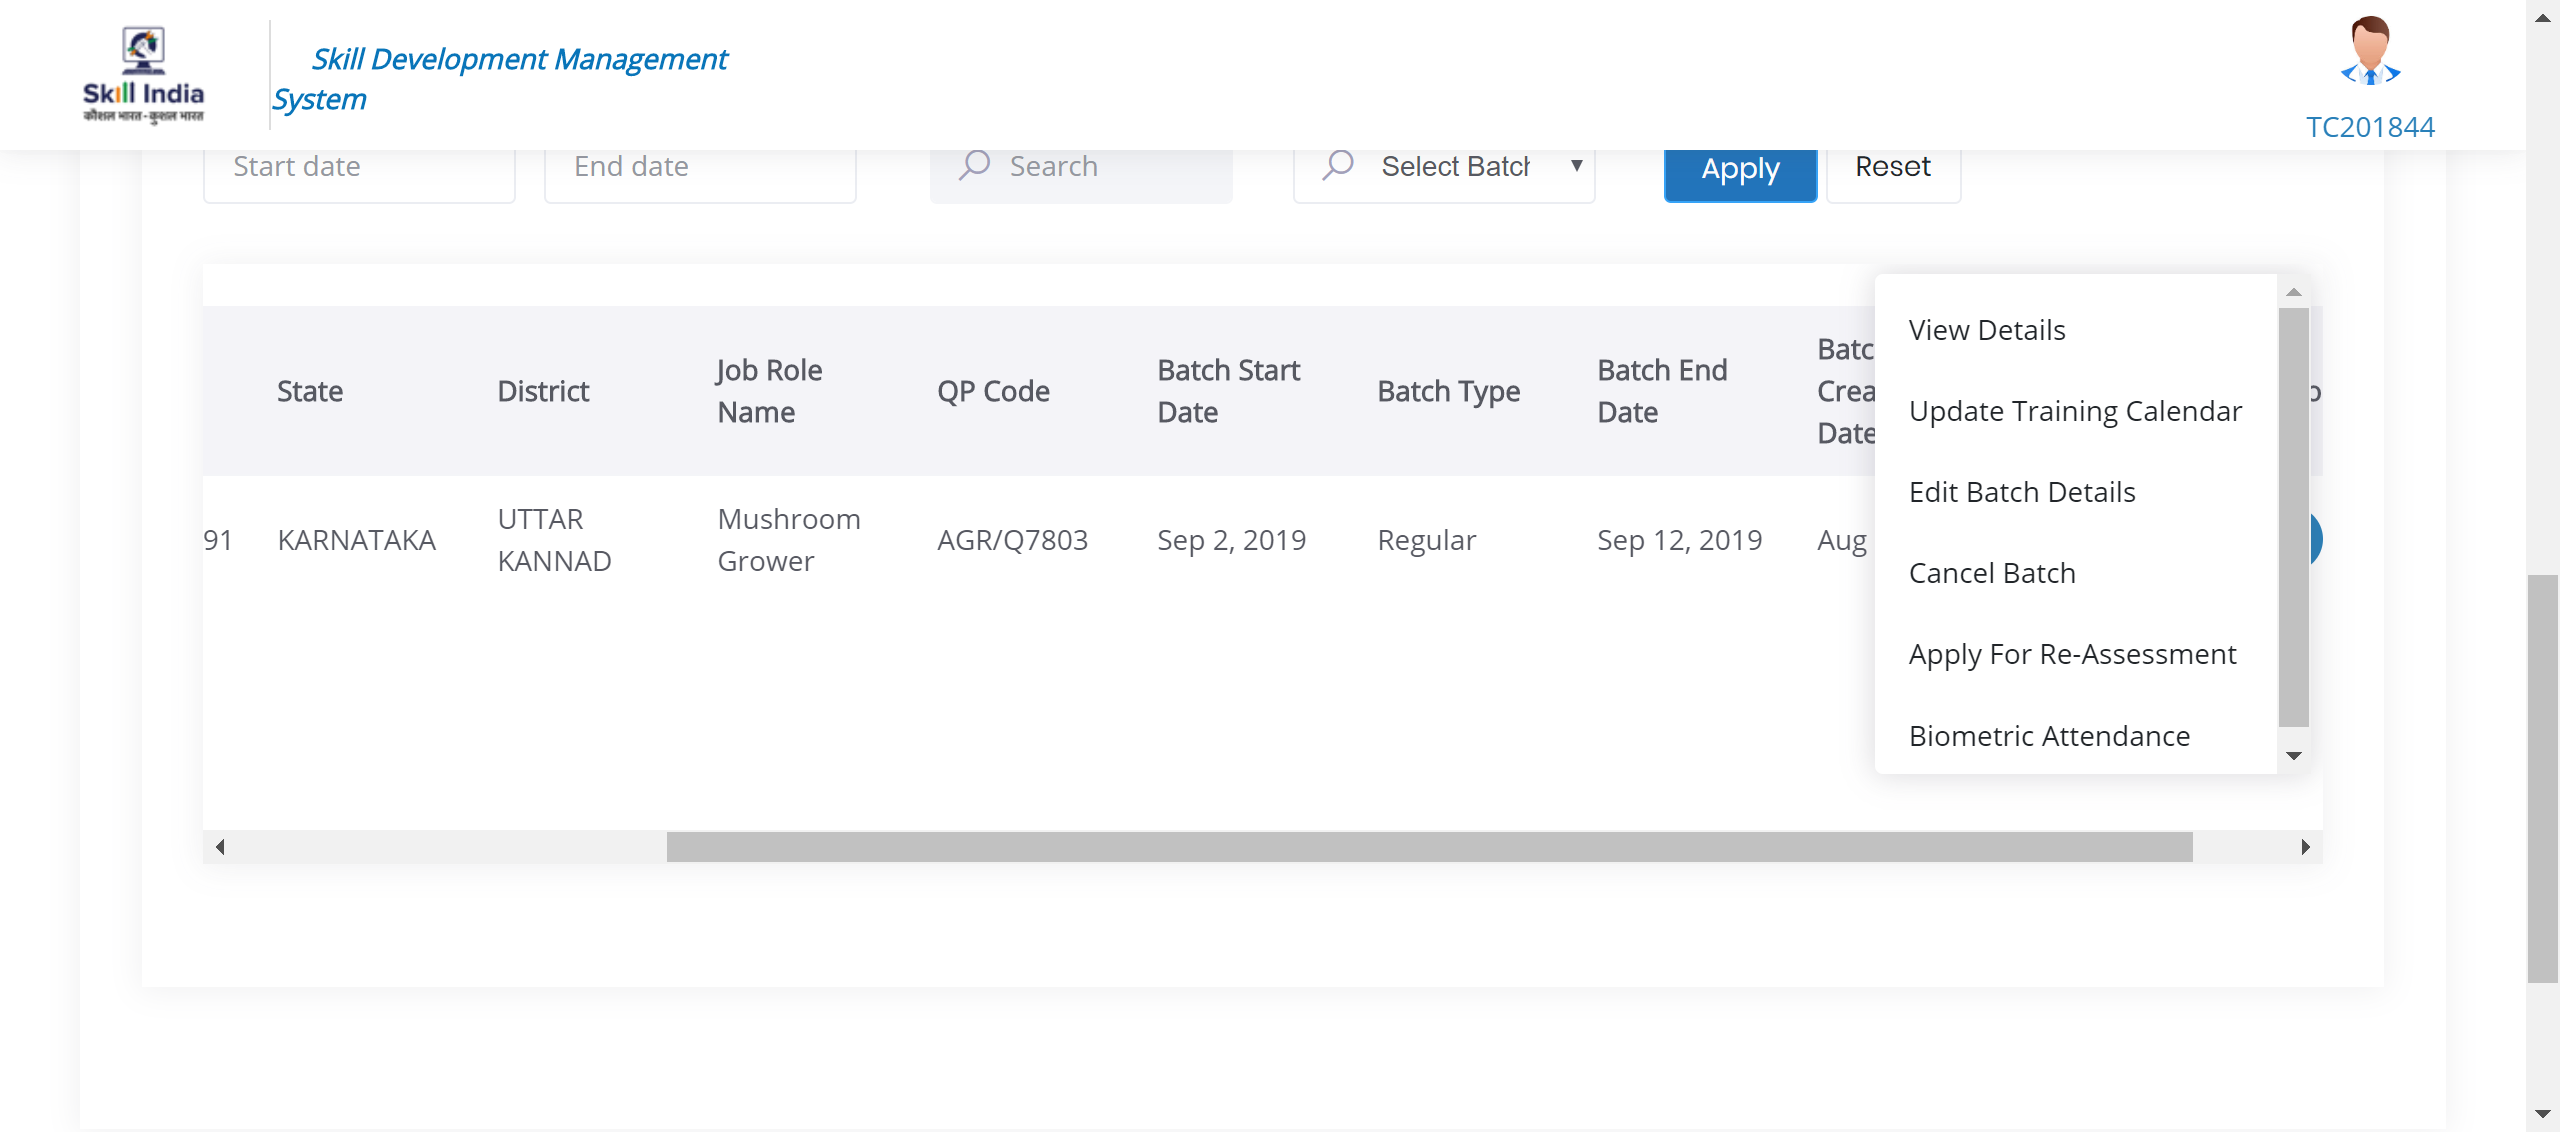 Skill India
कौशल भारत - कुशल भारत
Skill Development Management
System
TC201844
Start date
End date
Search
Select Batch
Apply
Reset
State
District
Job Role
Name
QP Code
Batch Start
Date
Batch Type
Batch End
Date
Batc
Crea
Date
91
KARNATAKA
UTTAR
KANNAD
Mushroom
Grower
AGR/Q7803
Sep 2, 2019
Regular
Sep 12, 2019
Aug
View Details
Update Training Calendar
Edit Batch Details
Cancel Batch
Apply For Re-Assessment
Biometric Attendance